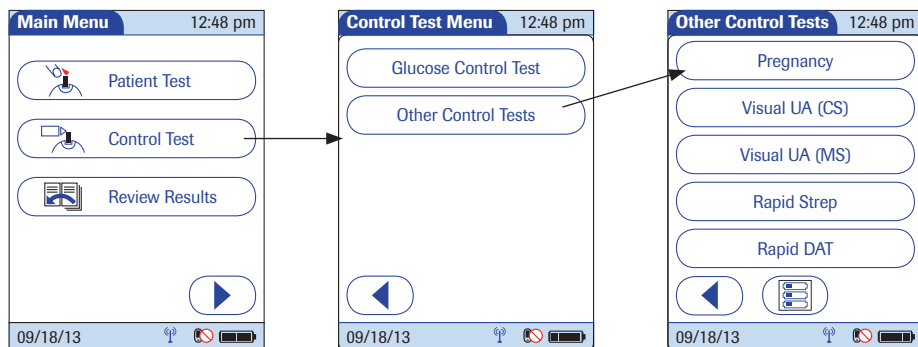 Main Menu 12:48 pm
Patient Test
Control Test
Review Results
09/18/13
Control Test Menu 12:48 pm
Glucose Control Test
Other Control Tests
09/18/13
Other Control Tests 12:48 pm
Pregnancy
Visual UA (CS)
Visual UA (MS)
Rapid Strep
Rapid DAT
09/18/13